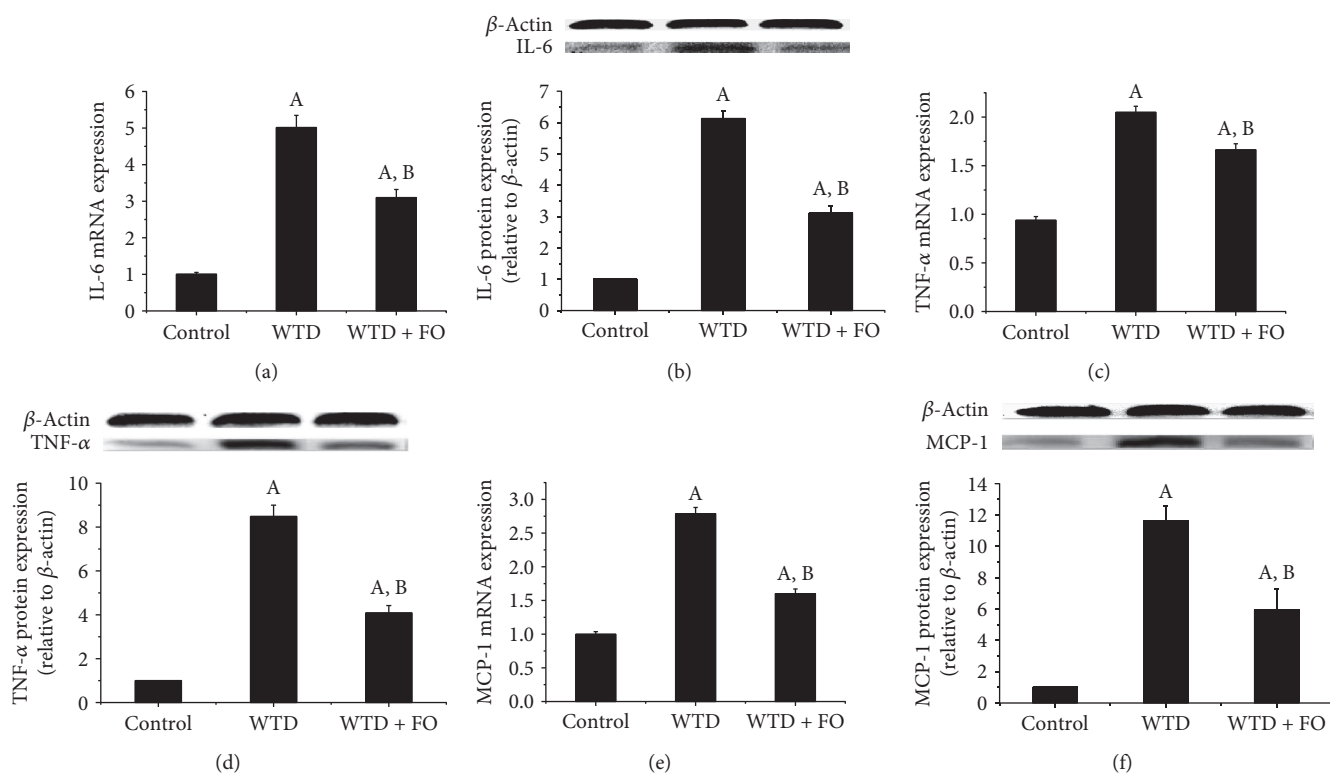 β-Actin
IL-6
IL-6 mRNA expression
6
5
4
3
2
1
0
A
A, B
Control WTD WTD + FO
(a)
IL-6 protein expression
(relative to β-actin)
7
6
5
4
3
2
1
0
A
A, B
Control WTD WTD + FO
(b)
TNF-α mRNA expression
2.0
1.5
1.0
0.5
0.0
A
A, B
Control WTD WTD + FO
(c)
β-Actin
TNF-α
TNF-α protein expression
(relative to β-actin)
10
8
6
4
2
0
A
A, B
Control WTD WTD + FO
(d)
MCP-1 mRNA expression
3.0
2.5
2.0
1.5
1.0
0.5
0.0
A
A, B
Control WTD WTD + FO
(e)
β-Actin
MCP-1
MCP-1 protein expression
(relative to β-actin)
14
12
10
8
6
4
2
0
A
A, B
Control WTD WTD + FO
(f)